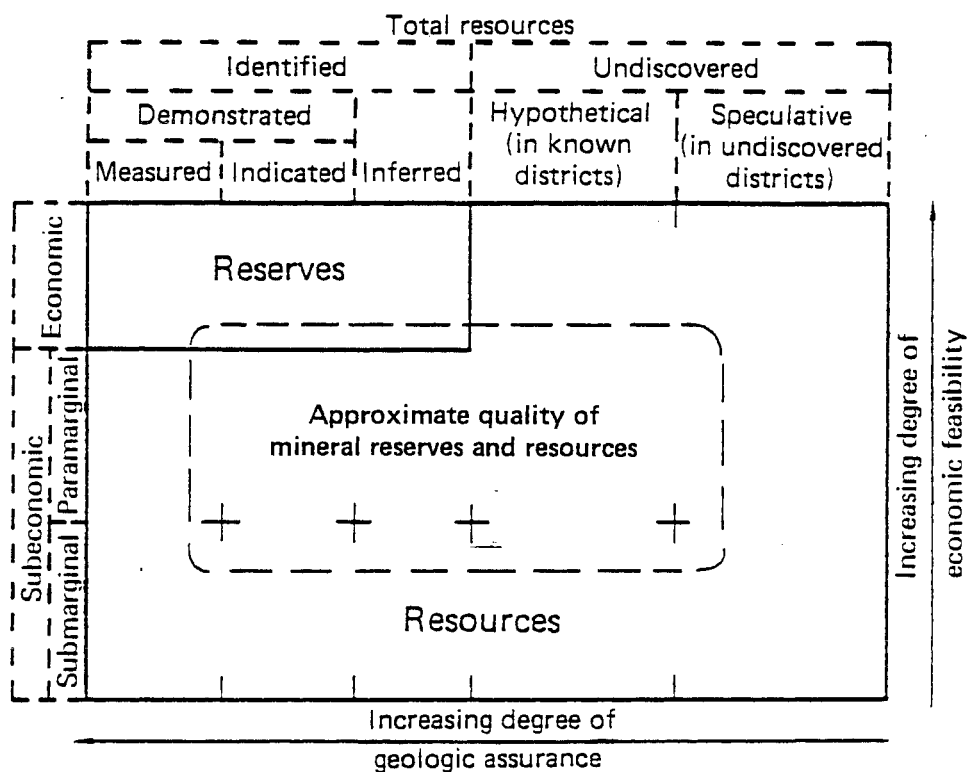 Total resources
Identified
Undiscovered
Demonstrated
Hypothetical
(in known
districts)
Speculative
(in undiscovered
districts)
Measured
Indicated
Inferred
Economic
Reserves
Subeconomic
Paramarginal
Submarginal
Approximate quality of
mineral reserves and resources
Resources
Increasing degree of
economic feasibility
Increasing degree of
geologic assurance